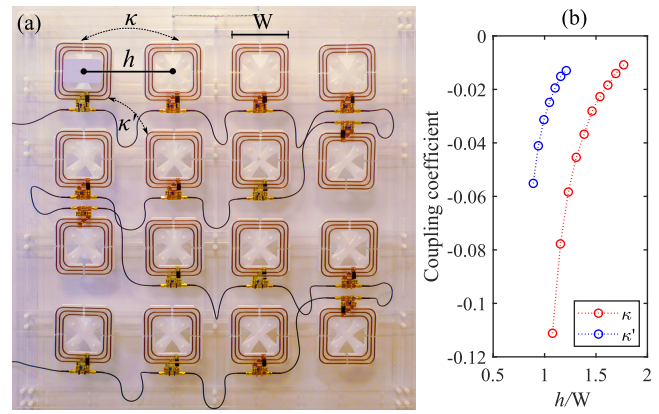 (a)
κ
W
h
κ'
(b)
Coupling coefficient
0
-0.02
-0.04
-0.06
-0.08
-0.1
-0.12
0.5
1
1.5
2
h/W
κ
κ'